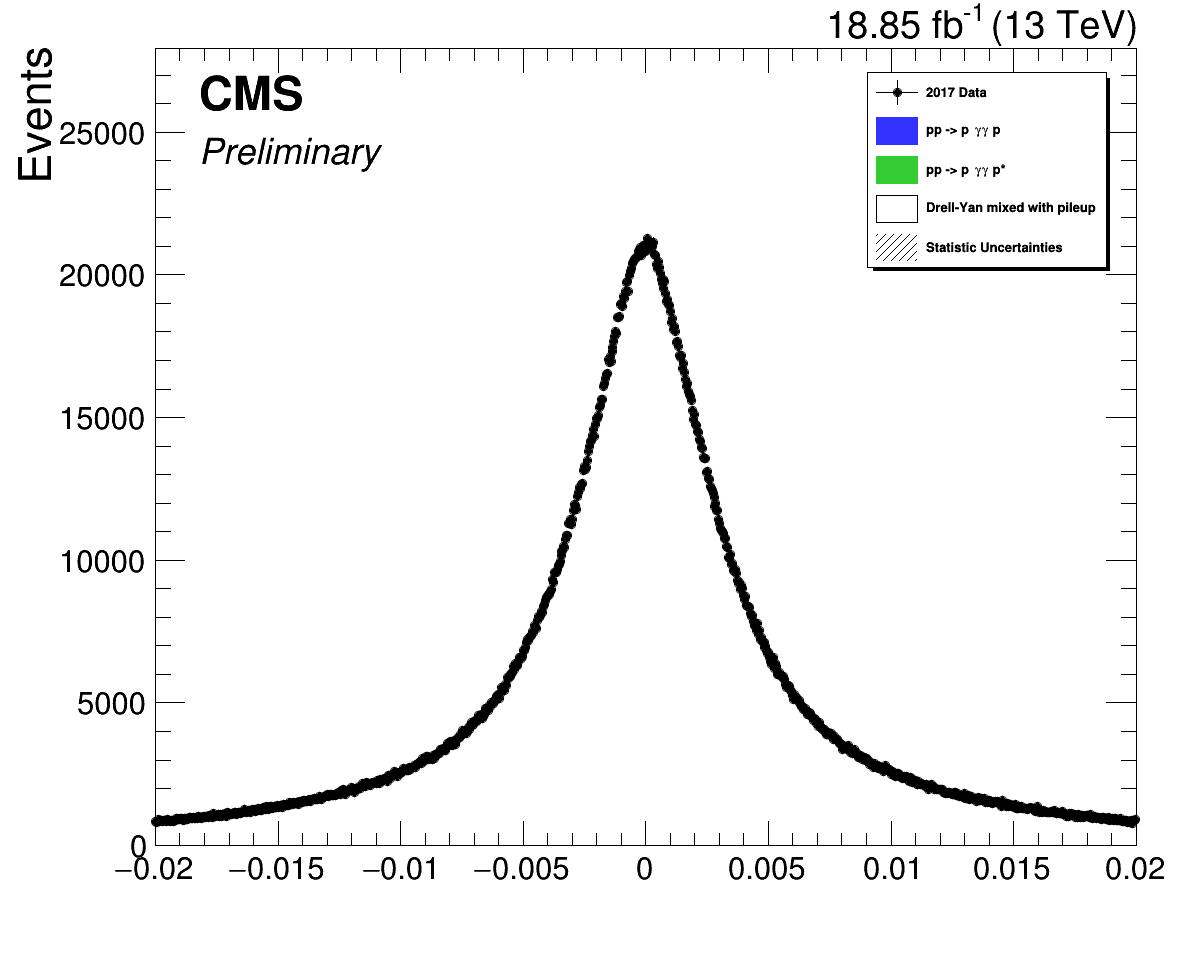 18.85 fb⁻¹ (13 TeV)
Events
CMS
Preliminary
2017 Data
pp -> p γγ p
pp -> p γγ p*
Drell-Yan mixed with pileup
Statistic Uncertainties
25000
20000
15000
10000
5000
0
−0.02 −0.015 −0.01 −0.005 0 0.005 0.01 0.015 0.02